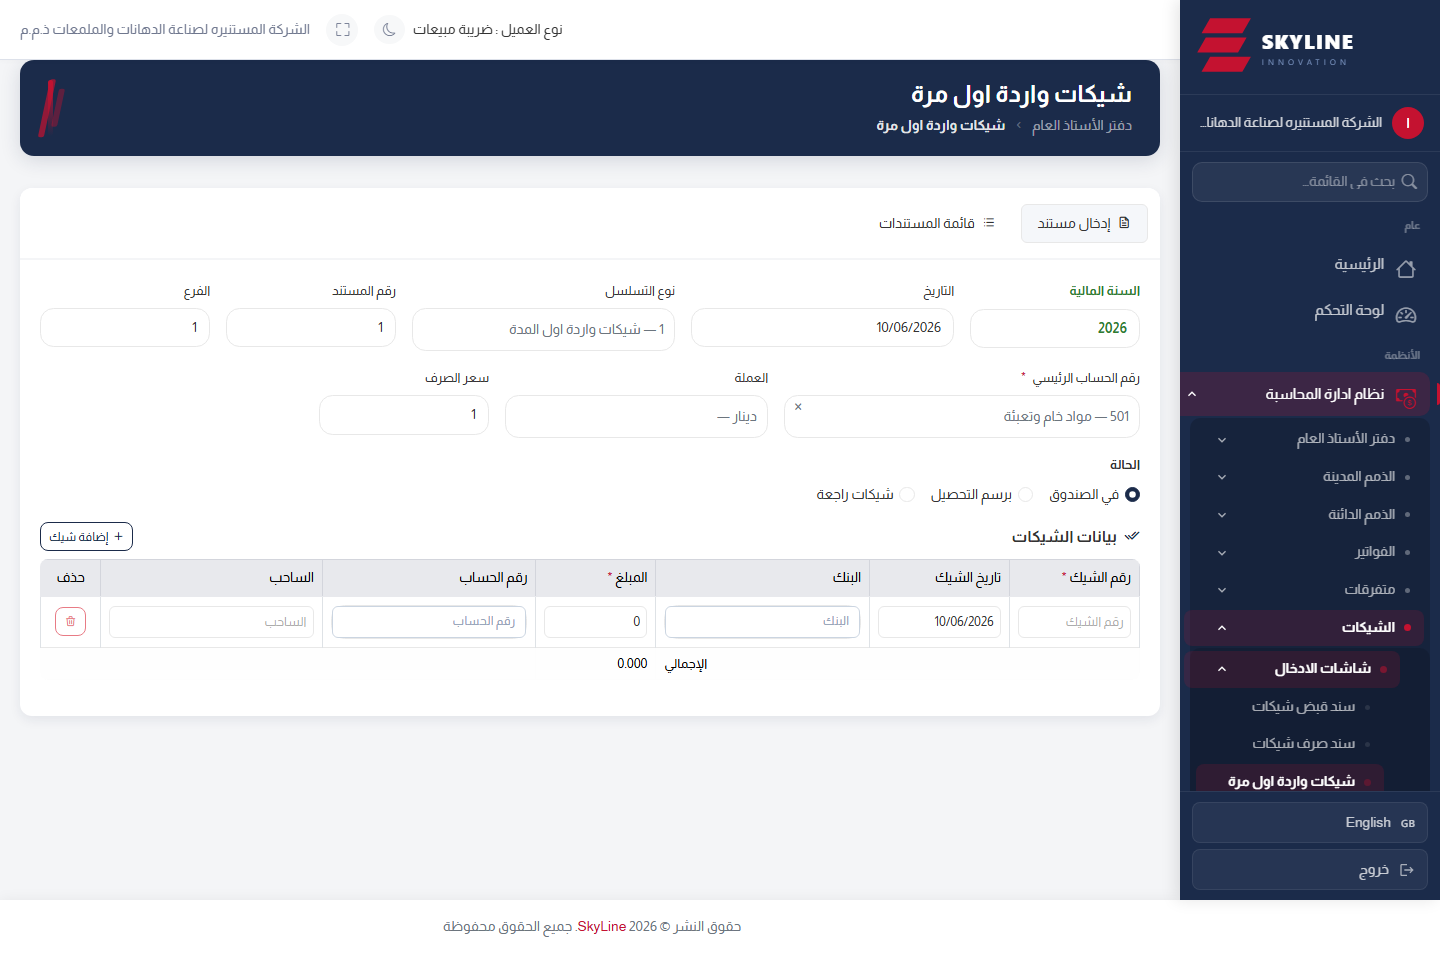 SKYLINE
INNOVATION
الشركة المستنيره لصناعة الدهانا...
بحث في القائمة...
عام
الرئيسية
لوحة التحكم
الأنظمة
نظام ادارة المحاسبة
دفتر الأستاذ العام
الذمم المدينة
الذمم الدائنة
الفواتير
متفرقات
الشيكات
شاشات الادخال
سند قبض شيكات
سند صرف شيكات
شيكات واردة اول مرة
GB English
خروج
نوع العميل : ضريبة مبيعات
الشركة المستنيره لصناعة الدهانات والملمعات ذ.م.م
شيكات واردة اول مرة
دفتر الأستاذ العام
شيكات واردة اول مرة
إدخال مستند
قائمة المستندات
السنة المالية
التاريخ
نوع التسلسل
رقم المستند
الفرع
2026
10/06/2026
1 — شيكات واردة اول المدة
1
1
رقم الحساب الرئيسي *
العملة
سعر الصرف
501 — مواد خام وتعبئة
×
دينار —
1
الحالة
في الصندوق
برسم التحصيل
شيكات راجعة
بيانات الشيكات
+ إضافة شيك
رقم الشيك *
تاريخ الشيك
البنك
المبلغ *
رقم الحساب
الساحب
حذف
رقم الشيك
10/06/2026
البنك
0
رقم الحساب
الساحب
الإجمالي
0.000
حقوق النشر © 2026 SkyLine. جميع الحقوق محفوظة